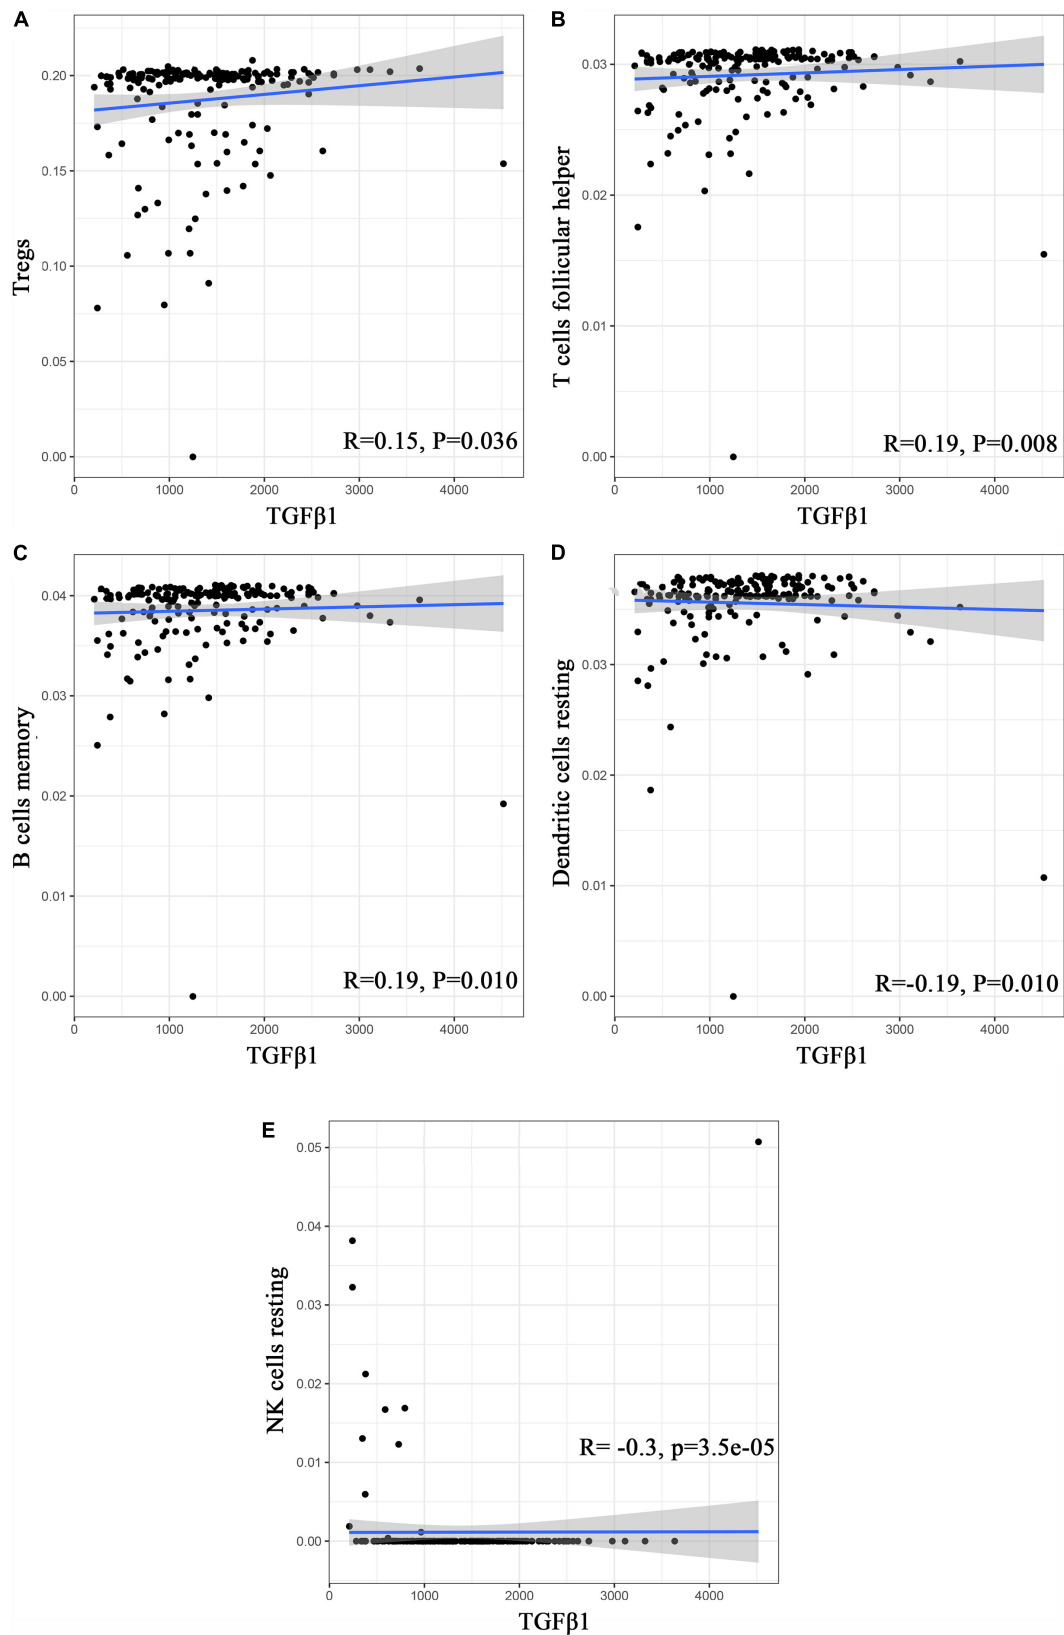 A
Tregs
0.20
0.15
0.10
0.05
0.00
R=0.15, P=0.036
0
1000
2000
3000
4000
TGFβ1
B
T cells follicular helper
0.03
0.02
0.01
0.00
R=0.19, P=0.008
0
1000
2000
3000
4000
TGFβ1
C
B cells memory
0.04
0.03
0.02
0.01
0.00
R=0.19, P=0.010
0
1000
2000
3000
4000
TGFβ1
D
Dendritic cells resting
0.03
0.02
0.01
0.00
R=-0.19, P=0.010
0
1000
2000
3000
4000
TGFβ1
E
NK cells resting
0.05
0.04
0.03
0.02
0.01
0.00
R= -0.3, p=3.5e-05
0
1000
2000
3000
4000
TGFβ1